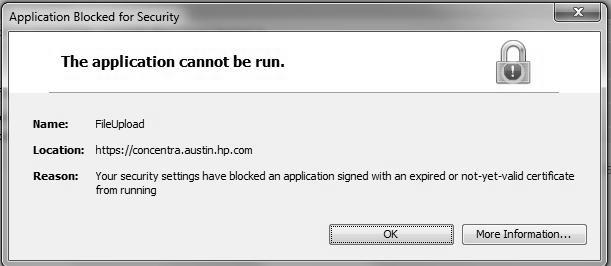 Application Blocked for Security
The application cannot be run.
Name: FileUpload
Location: https://concentra.austin.hp.com
Reason: Your security settings have blocked an application signed with an expired or not-yet-valid certificate
from running
OK More Information...